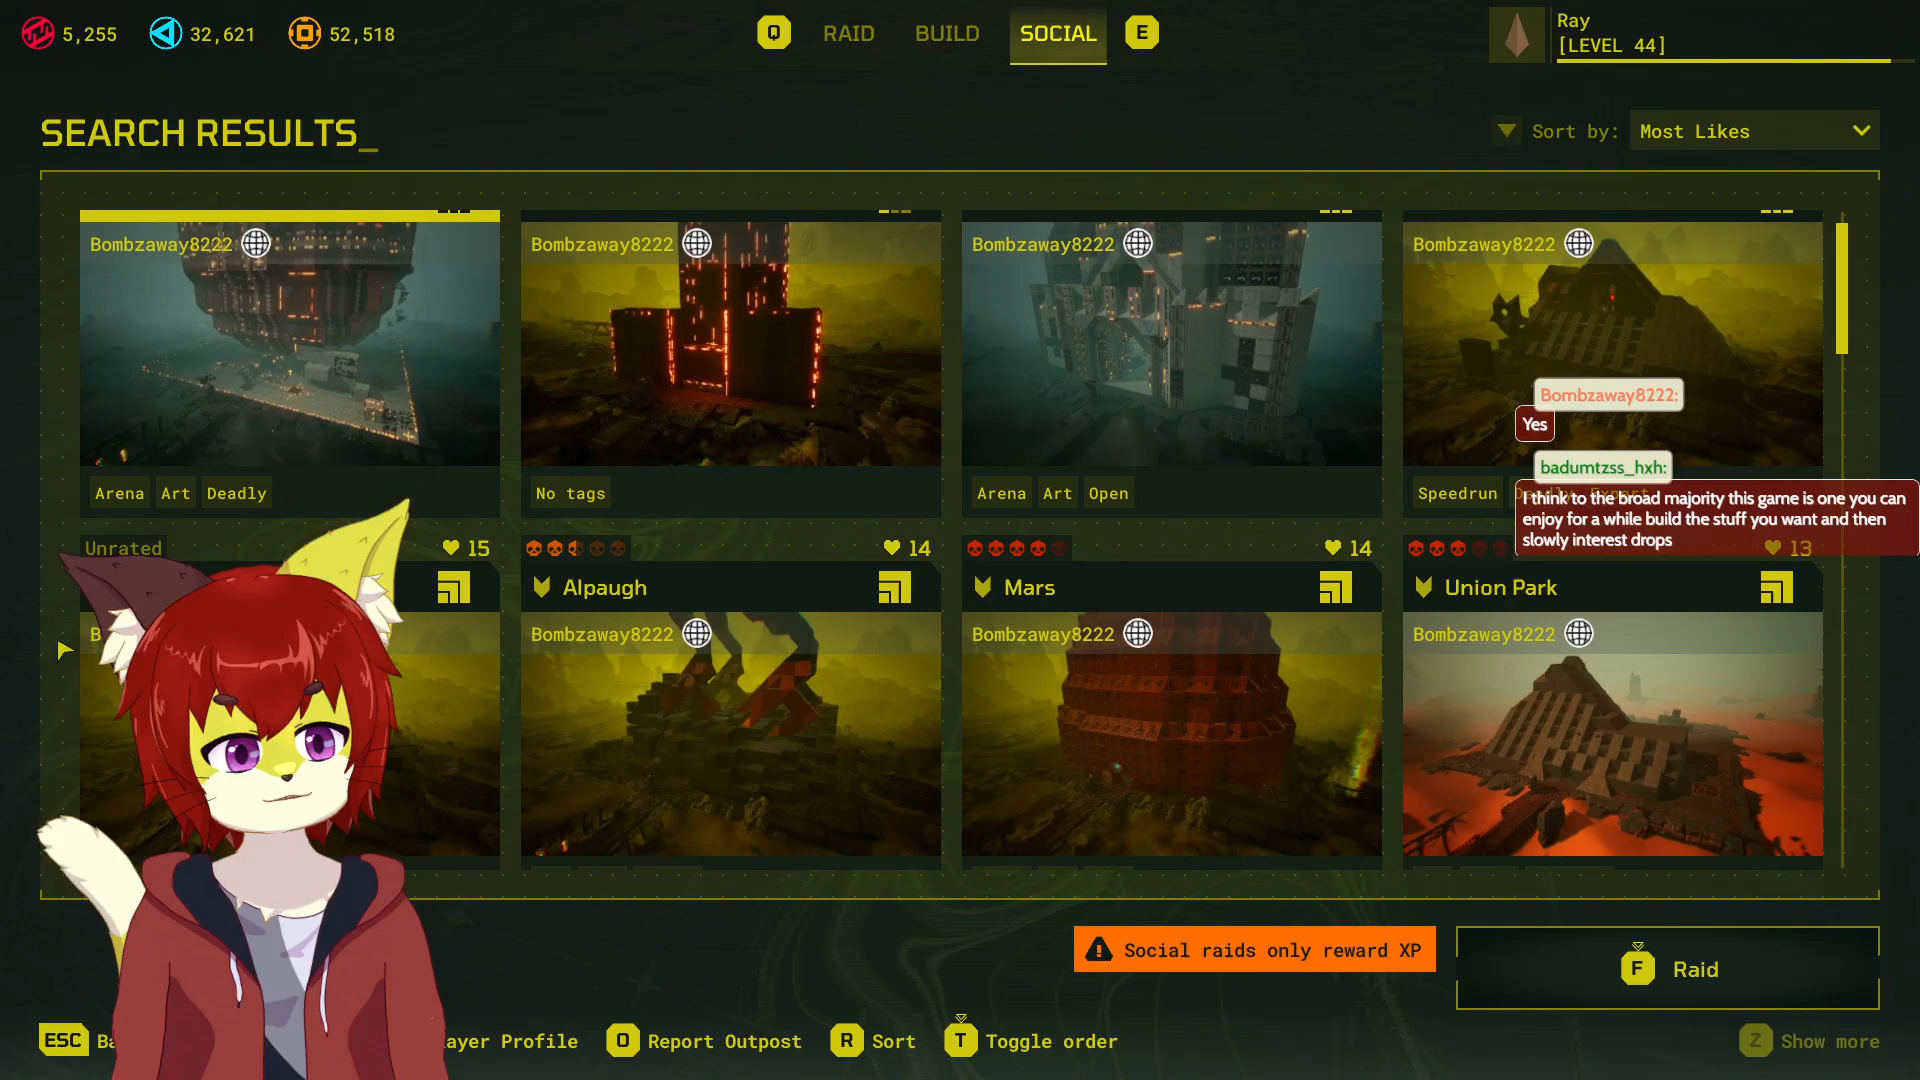 5,255 32,621 52,518
Q RAID BUILD SOCIAL E
Ray
[LEVEL 44]
SEARCH RESULTS_
Sort by: Most Likes
Bombzaway8222 Bombzaway8222 Bombzaway8222 Bombzaway8222
Bombzaway8222:
Yes
badumtzss_hxh:
I think to the broad majority this game is one you can
enjoy for a while build the stuff you want and then
slowly interest drops
Arena Art Deadly No tags Arena Art Open Speedrun
Unrated 15 14 14 13
Alpaugh Mars Union Park
B Bombzaway8222 Bombzaway8222 Bombzaway8222
Social raids only reward XP
F Raid
ESC Ba ayer Profile O Report Outpost R Sort T Toggle order Z Show more